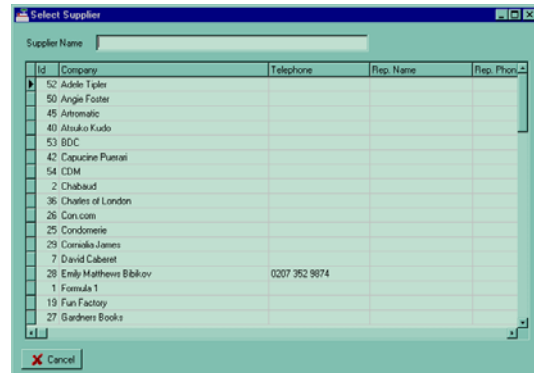 Select Supplier
Supplier Name
Id Company Telephone Rep. Name Rep. Phon
52 Adele Tipler
50 Angie Foster
45 Artromatic
40 Atsuko Kudo
53 BDC
42 Capucine Puerari
54 CDM
2 Chabaud
36 Charles of London
26 Con.com
25 Condomerie
29 Cornialia James
7 David Caberet
28 Emily Matthews Bibikov 0207 352 9874
1 Formula 1
19 Fun Factory
27 Gardners Books
Cancel